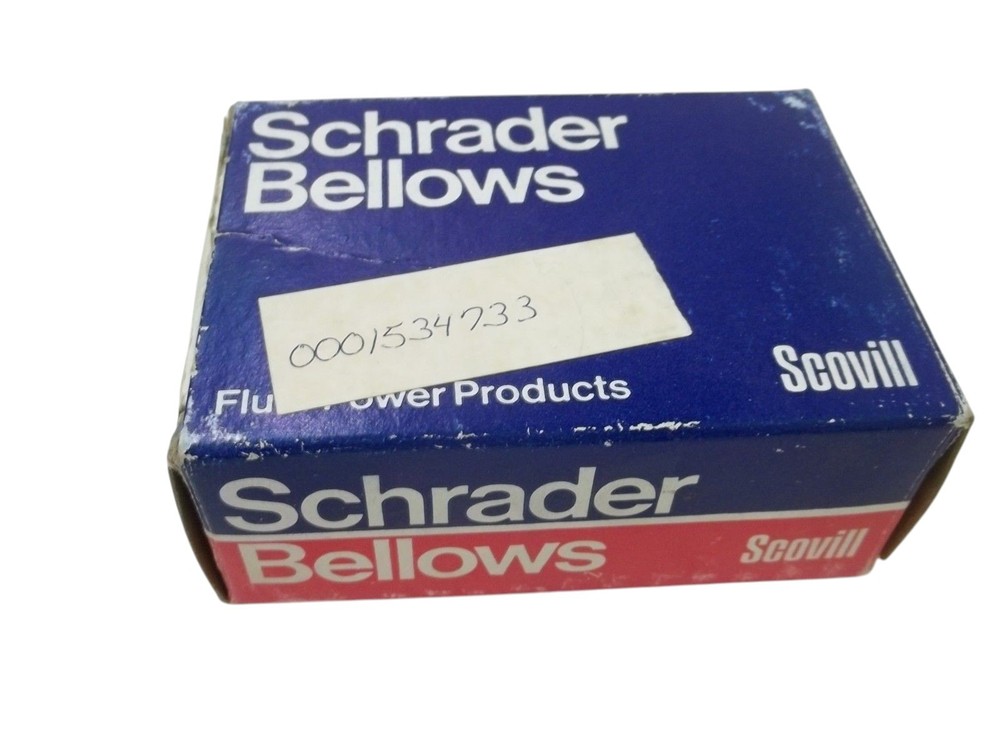 Schrader
Bellows
0001534733
Scovill
Products
Schrader
Bellows
Scovill